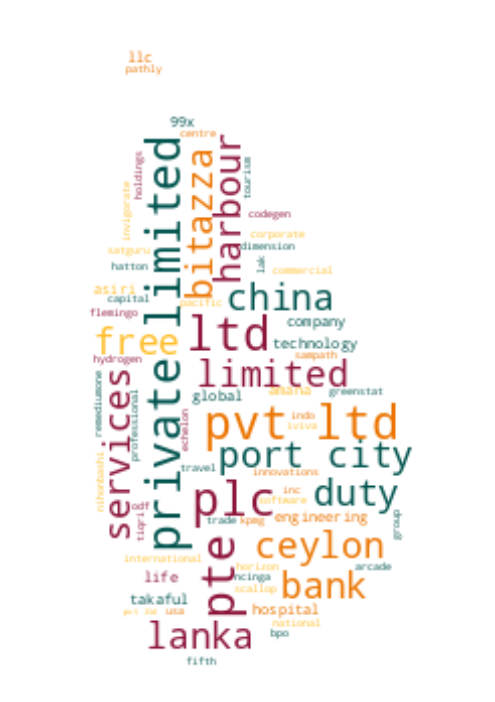 llc
pathly
99x
centre
private limited
bitazza
harbour
tourism
holdings
invigorate
codegen
corporate
dimension
satguru
hatton
lak
commercial
asiri
capital
pacific
china
flemingo
company
free
ltd
technology
hydrogen
sampath
limited
services
remediumone
professional
global
amana
greenstat
echelon
pvt ltd
indo
iviva
port city
nihonbashi
travel
innovations
plc
inc
duty
software
odf
tiqri
trade
kpmg
engineering
group
pte
ceylon
international
horizon
arcade
life
ncinga
bank
scallop
takaful
pvt ltd
usa
hospital
national
lanka
bpo
fifth